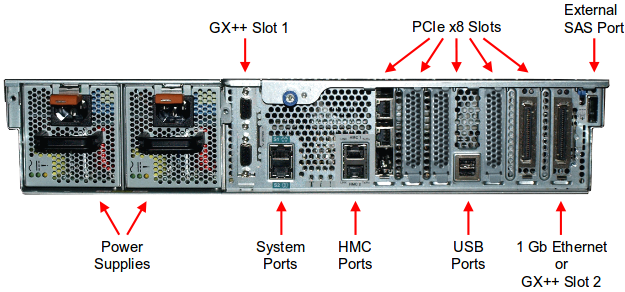 GX++ Slot 1
PCIe x8 Slots
External
SAS Port
Power
Supplies
System
Ports
HMC
Ports
USB
Ports
1 Gb Ethernet
or
GX++ Slot 2